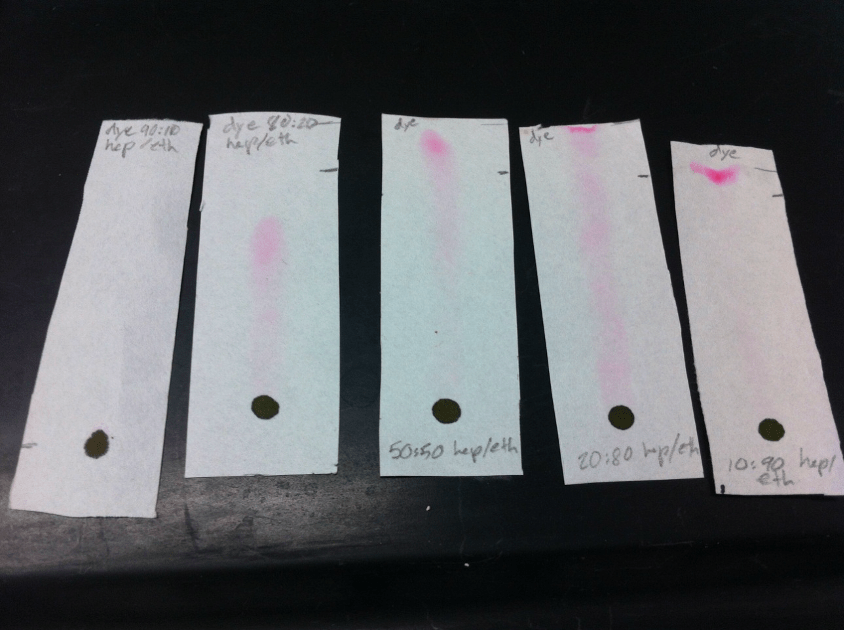 dye 90:10
hep/eth
dye 80:20
hep/eth
dye
50:50 hep/eth
dye
20:80 hep/eth
dye
10:90 hep/
eth